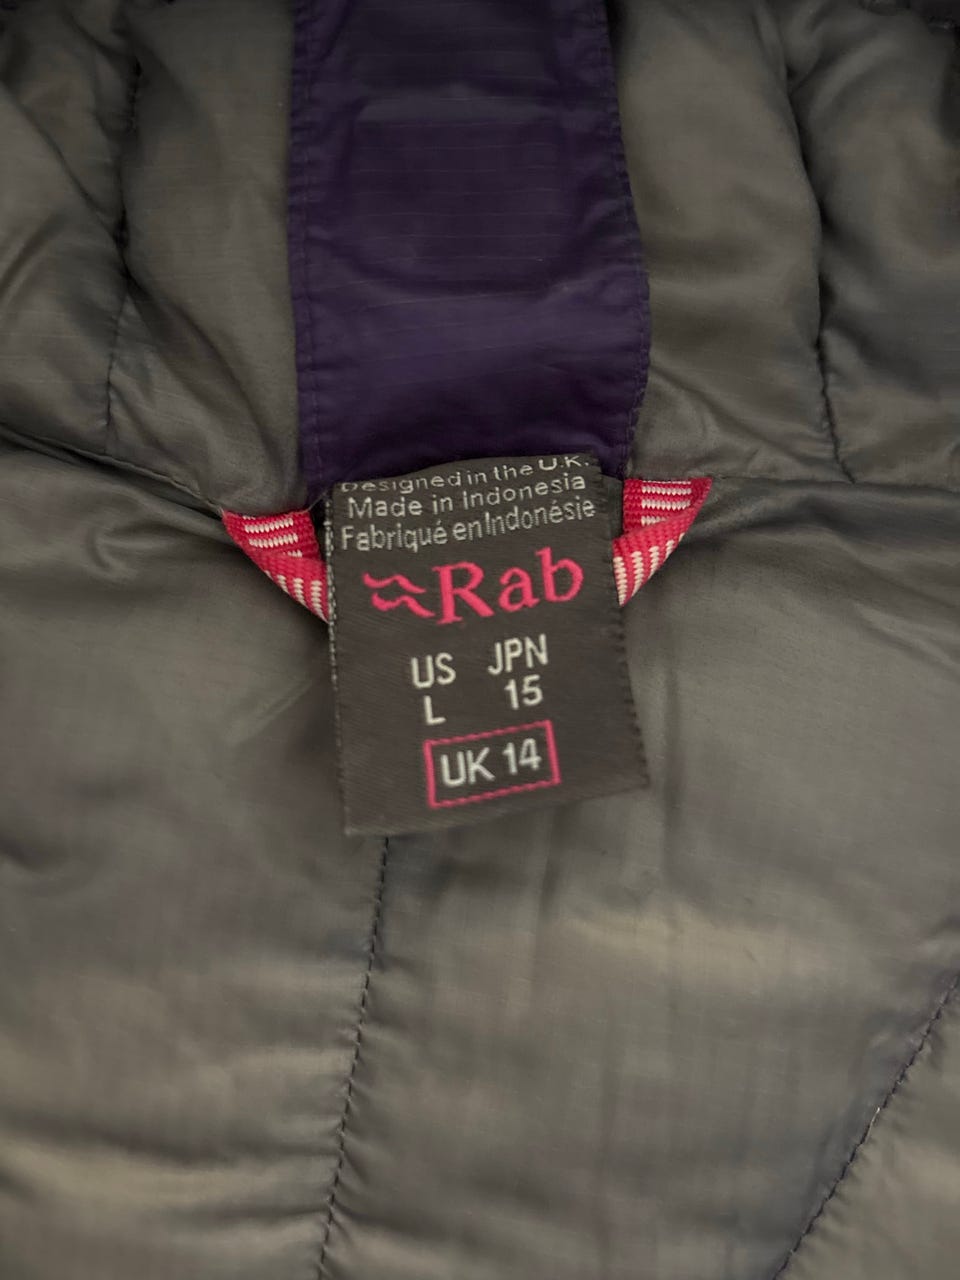 Designed in the U.K.
Made in Indonesia
Fabriqué en Indonésie
Rab
US JPN
L 15
UK 14